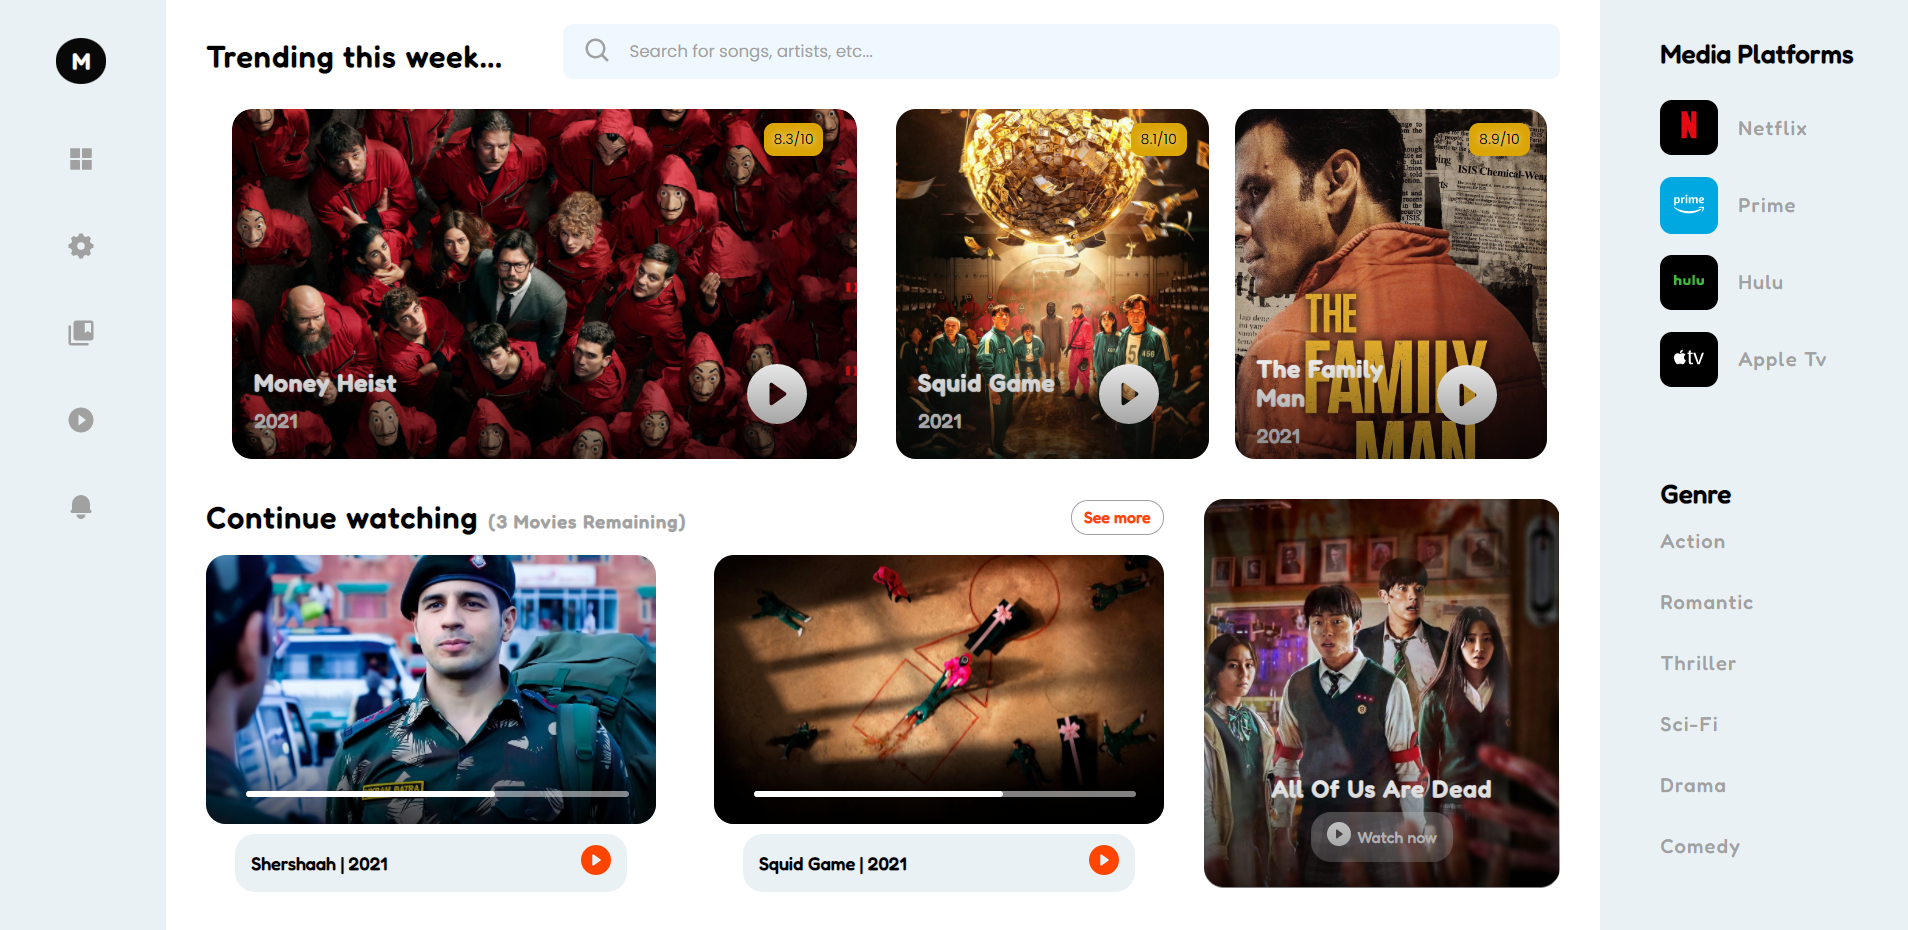 M
Trending this week...
Search for songs, artists, etc...
8.3/10
Money Heist
2021
8.1/10
Squid Game
2021
8.9/10
ISIS Chemical-Weap
THE
FAMILY
MAN
The Family
Man
2021
Continue watching (3 Movies Remaining)
See more
Shershaah | 2021
Squid Game | 2021
All Of Us Are Dead
Watch now
Media Platforms
N
Netflix
prime
Prime
hulu
Hulu
tv
Apple Tv
Genre
Action
Romantic
Thriller
Sci-Fi
Drama
Comedy